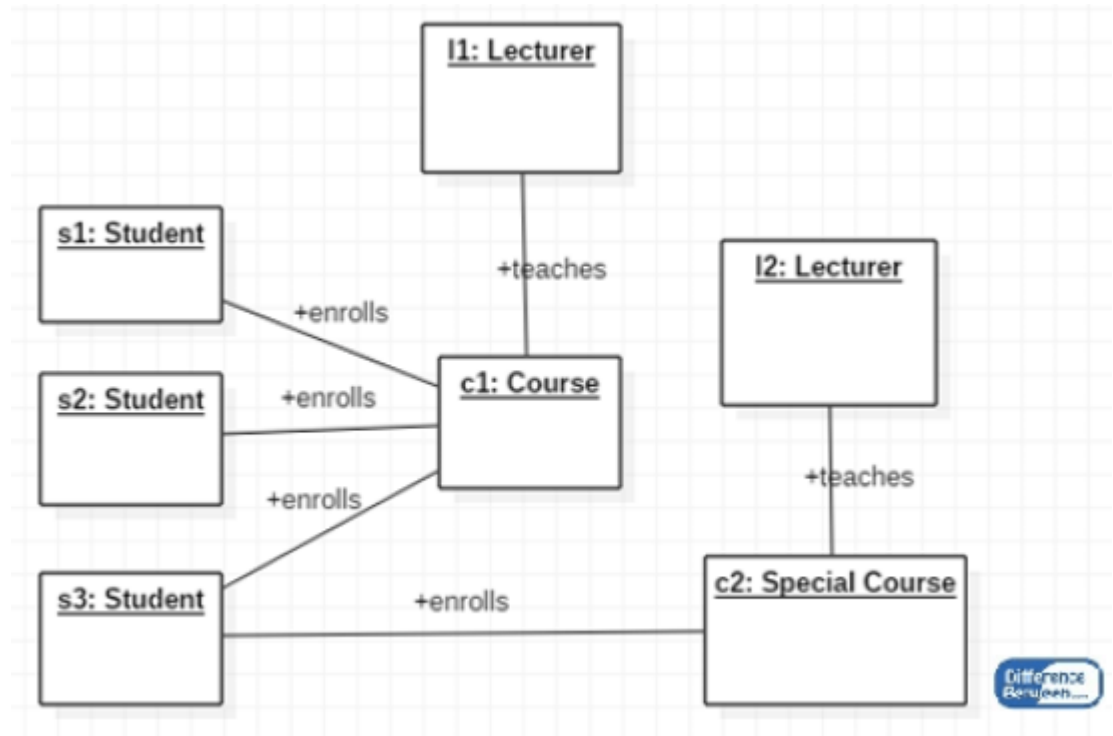 l1: Lecturer
s1: Student
+teaches
l2: Lecturer
+enrolls
s2: Student
+enrolls
c1: Course
+teaches
+enrolls
s3: Student
+enrolls
c2: Special Course
Difference
Between....